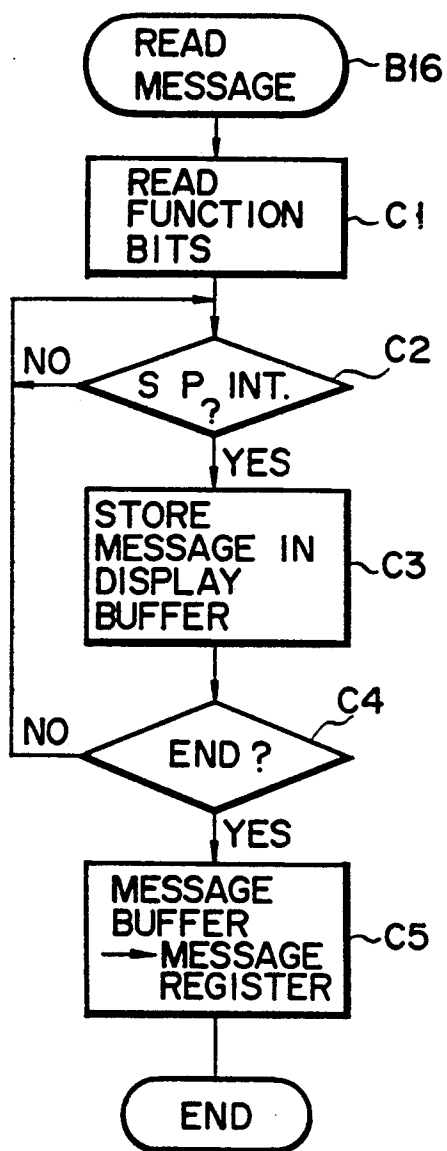 READ
MESSAGE
B16
READ
FUNCTION
BITS
C1
C2
NO
S P. INT.
?
YES
STORE
MESSAGE IN
DISPLAY
BUFFER
C3
C4
NO
END ?
YES
MESSAGE
BUFFER
→ MESSAGE
REGISTER
C5
END